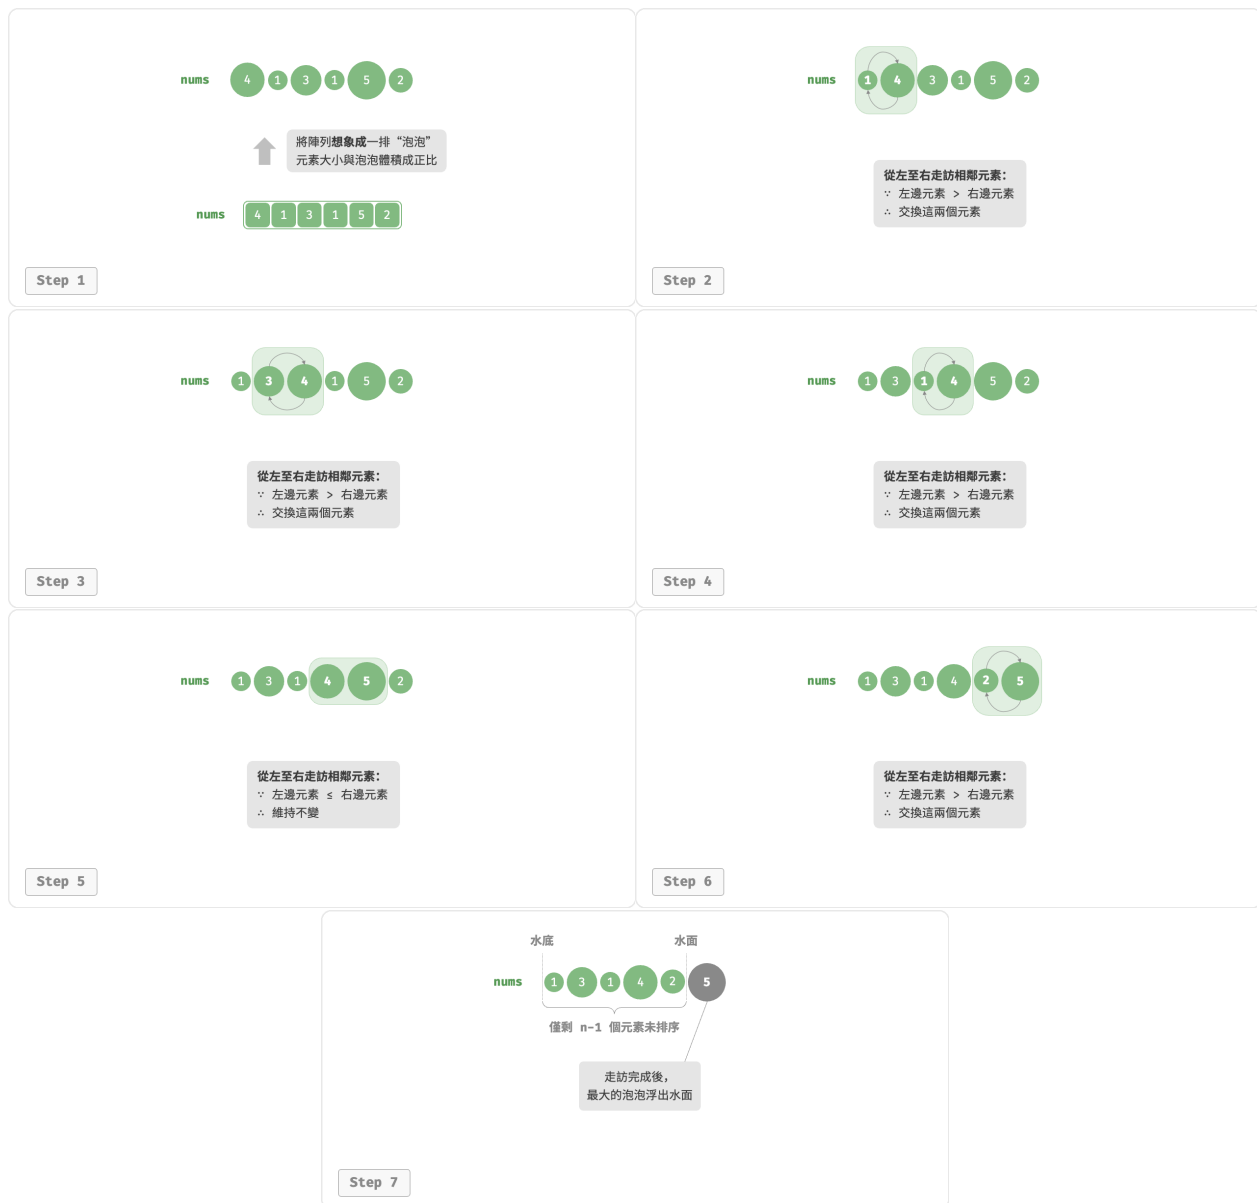 nums 4 1 3 1 5 2
將陣列想象成一排“泡泡”
元素大小與泡泡體積成正比
nums 4 1 3 1 5 2
Step 1
nums 1 4 3 1 5 2
從左至右走訪相鄰元素:
∵ 左邊元素 > 右邊元素
∴ 交換這兩個元素
Step 2
nums 1 3 4 1 5 2
從左至右走訪相鄰元素:
∵ 左邊元素 > 右邊元素
∴ 交換這兩個元素
Step 3
nums 1 3 1 4 5 2
從左至右走訪相鄰元素:
∵ 左邊元素 > 右邊元素
∴ 交換這兩個元素
Step 4
nums 1 3 1 4 5 2
從左至右走訪相鄰元素:
∵ 左邊元素 ≤ 右邊元素
∴ 維持不變
Step 5
nums 1 3 1 4 2 5
從左至右走訪相鄰元素:
∵ 左邊元素 > 右邊元素
∴ 交換這兩個元素
Step 6
水底 水面
nums 1 3 1 4 2 5
僅剩 n-1 個元素未排序
走訪完成後，
最大的泡泡浮出水面
Step 7